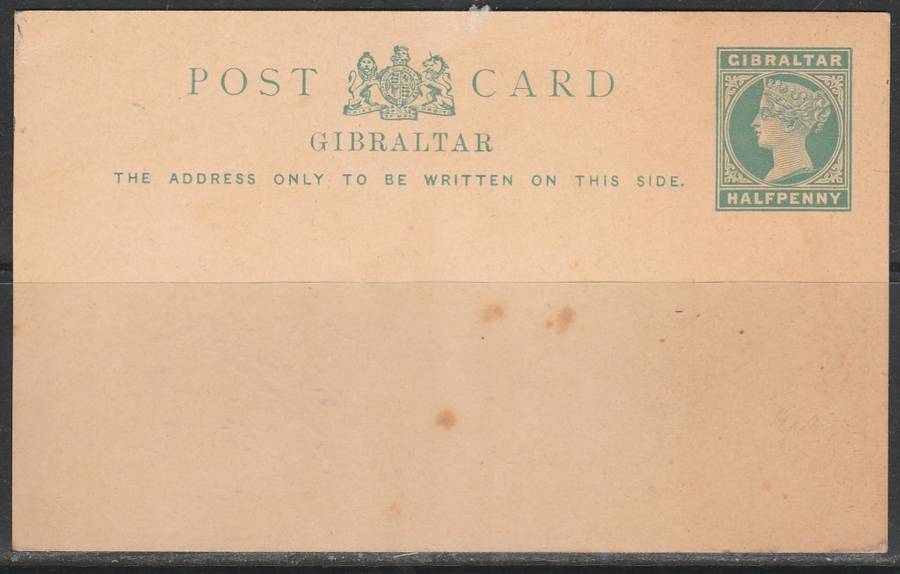 POST CARD
GIBRALTAR
THE ADDRESS ONLY TO BE WRITTEN ON THIS SIDE.
GIBRALTAR
HALFPENNY